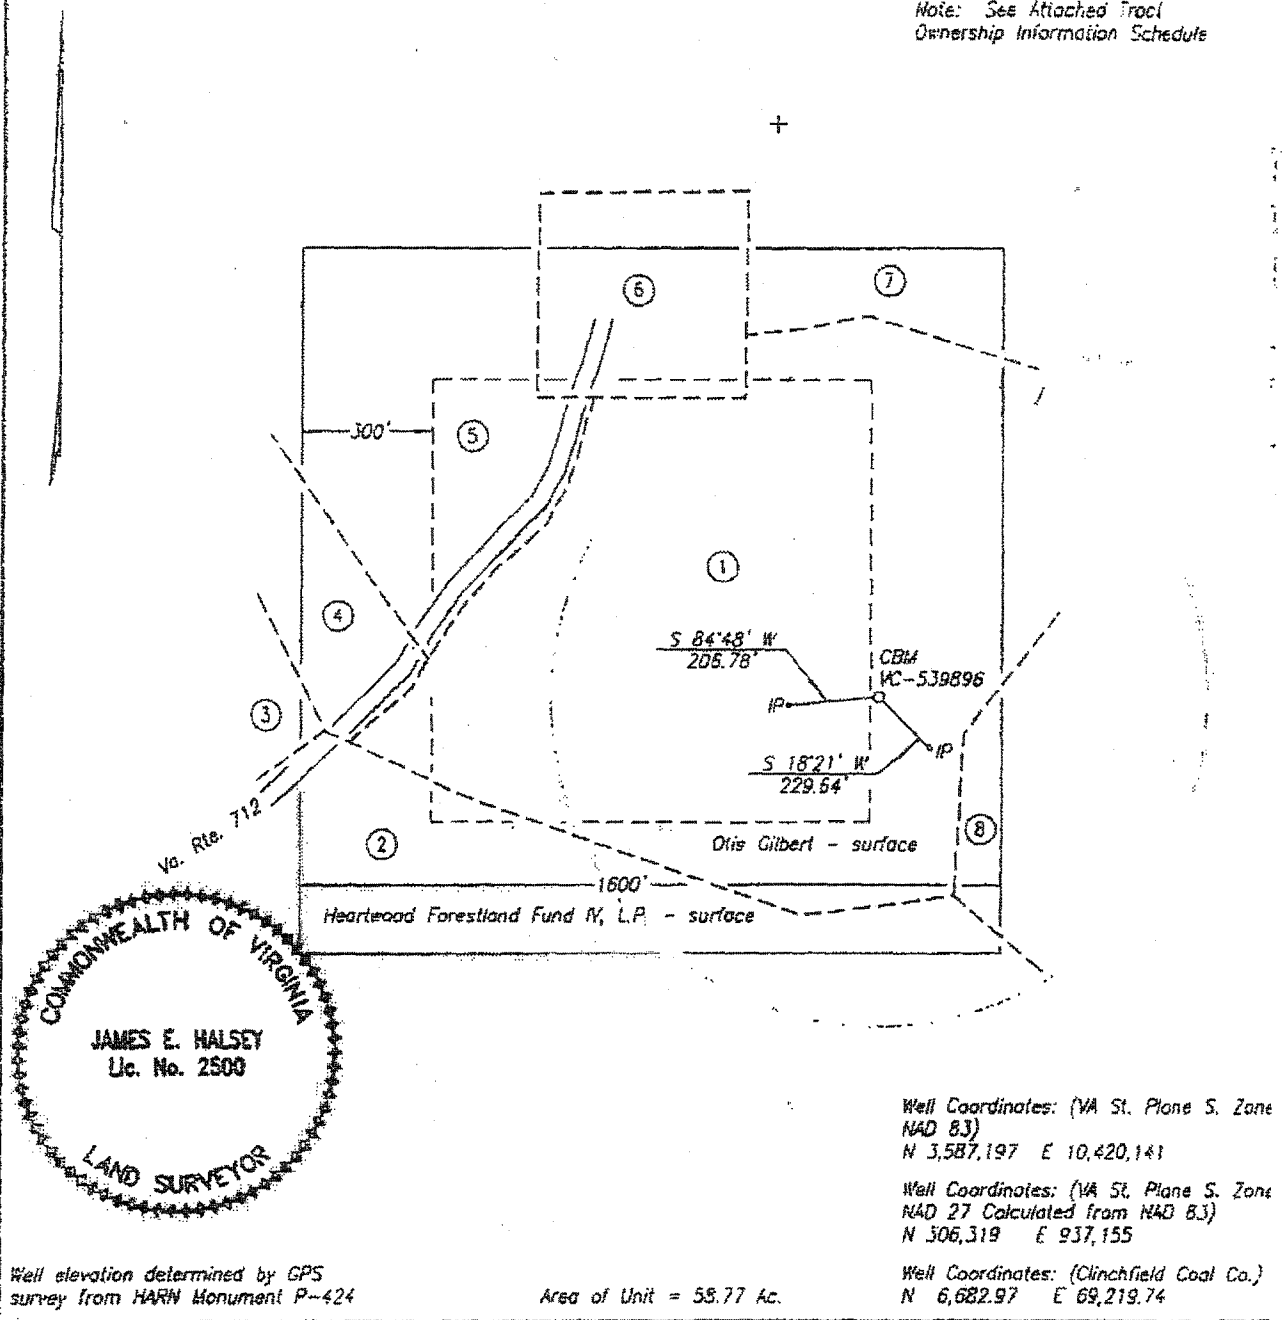 Note: See Attached Tract
Ownership Information Schedule
6
7
300'
5
1
4
S 84°48' W
205.78'
CBM
VC-539896
IP
3
IP
S 18°21' W
229.64'
Va. Rte. 712
2
8
Otis Gilbert - surface
1600'
Heartwood Forestland Fund IV, L.P. - surface
COMMONWEALTH OF VIRGINIA
JAMES E. HALSEY
Lic. No. 2500
LAND SURVEYOR
Well Coordinates: (VA St. Plane S. Zone
NAD 83)
N 3,587,197 E 10,420,141
Well Coordinates: (VA St. Plane S. Zone
NAD 27 Calculated from NAD 83)
N 306,319 E 937,155
Well elevation determined by GPS
survey from HARN Monument P-424
Area of Unit = 58.77 Ac.
Well Coordinates: (Clinchfield Coal Co.)
N 6,682.97 E 69,219.74